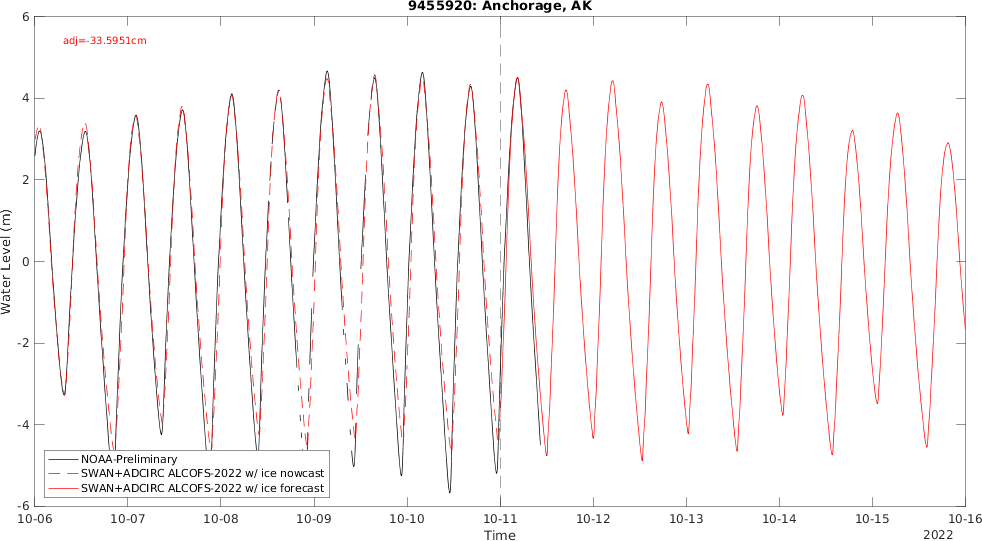 9455920: Anchorage, AK
adj=-33.5951cm
Water Level (m)
6
4
2
0
-2
-4
-6
NOAA-Preliminary
SWAN+ADCIRC ALCOFS-2022 w/ ice nowcast
SWAN+ADCIRC ALCOFS-2022 w/ ice forecast
10-06 10-07 10-08 10-09 10-10 10-11 10-12 10-13 10-14 10-15 10-16
Time
2022